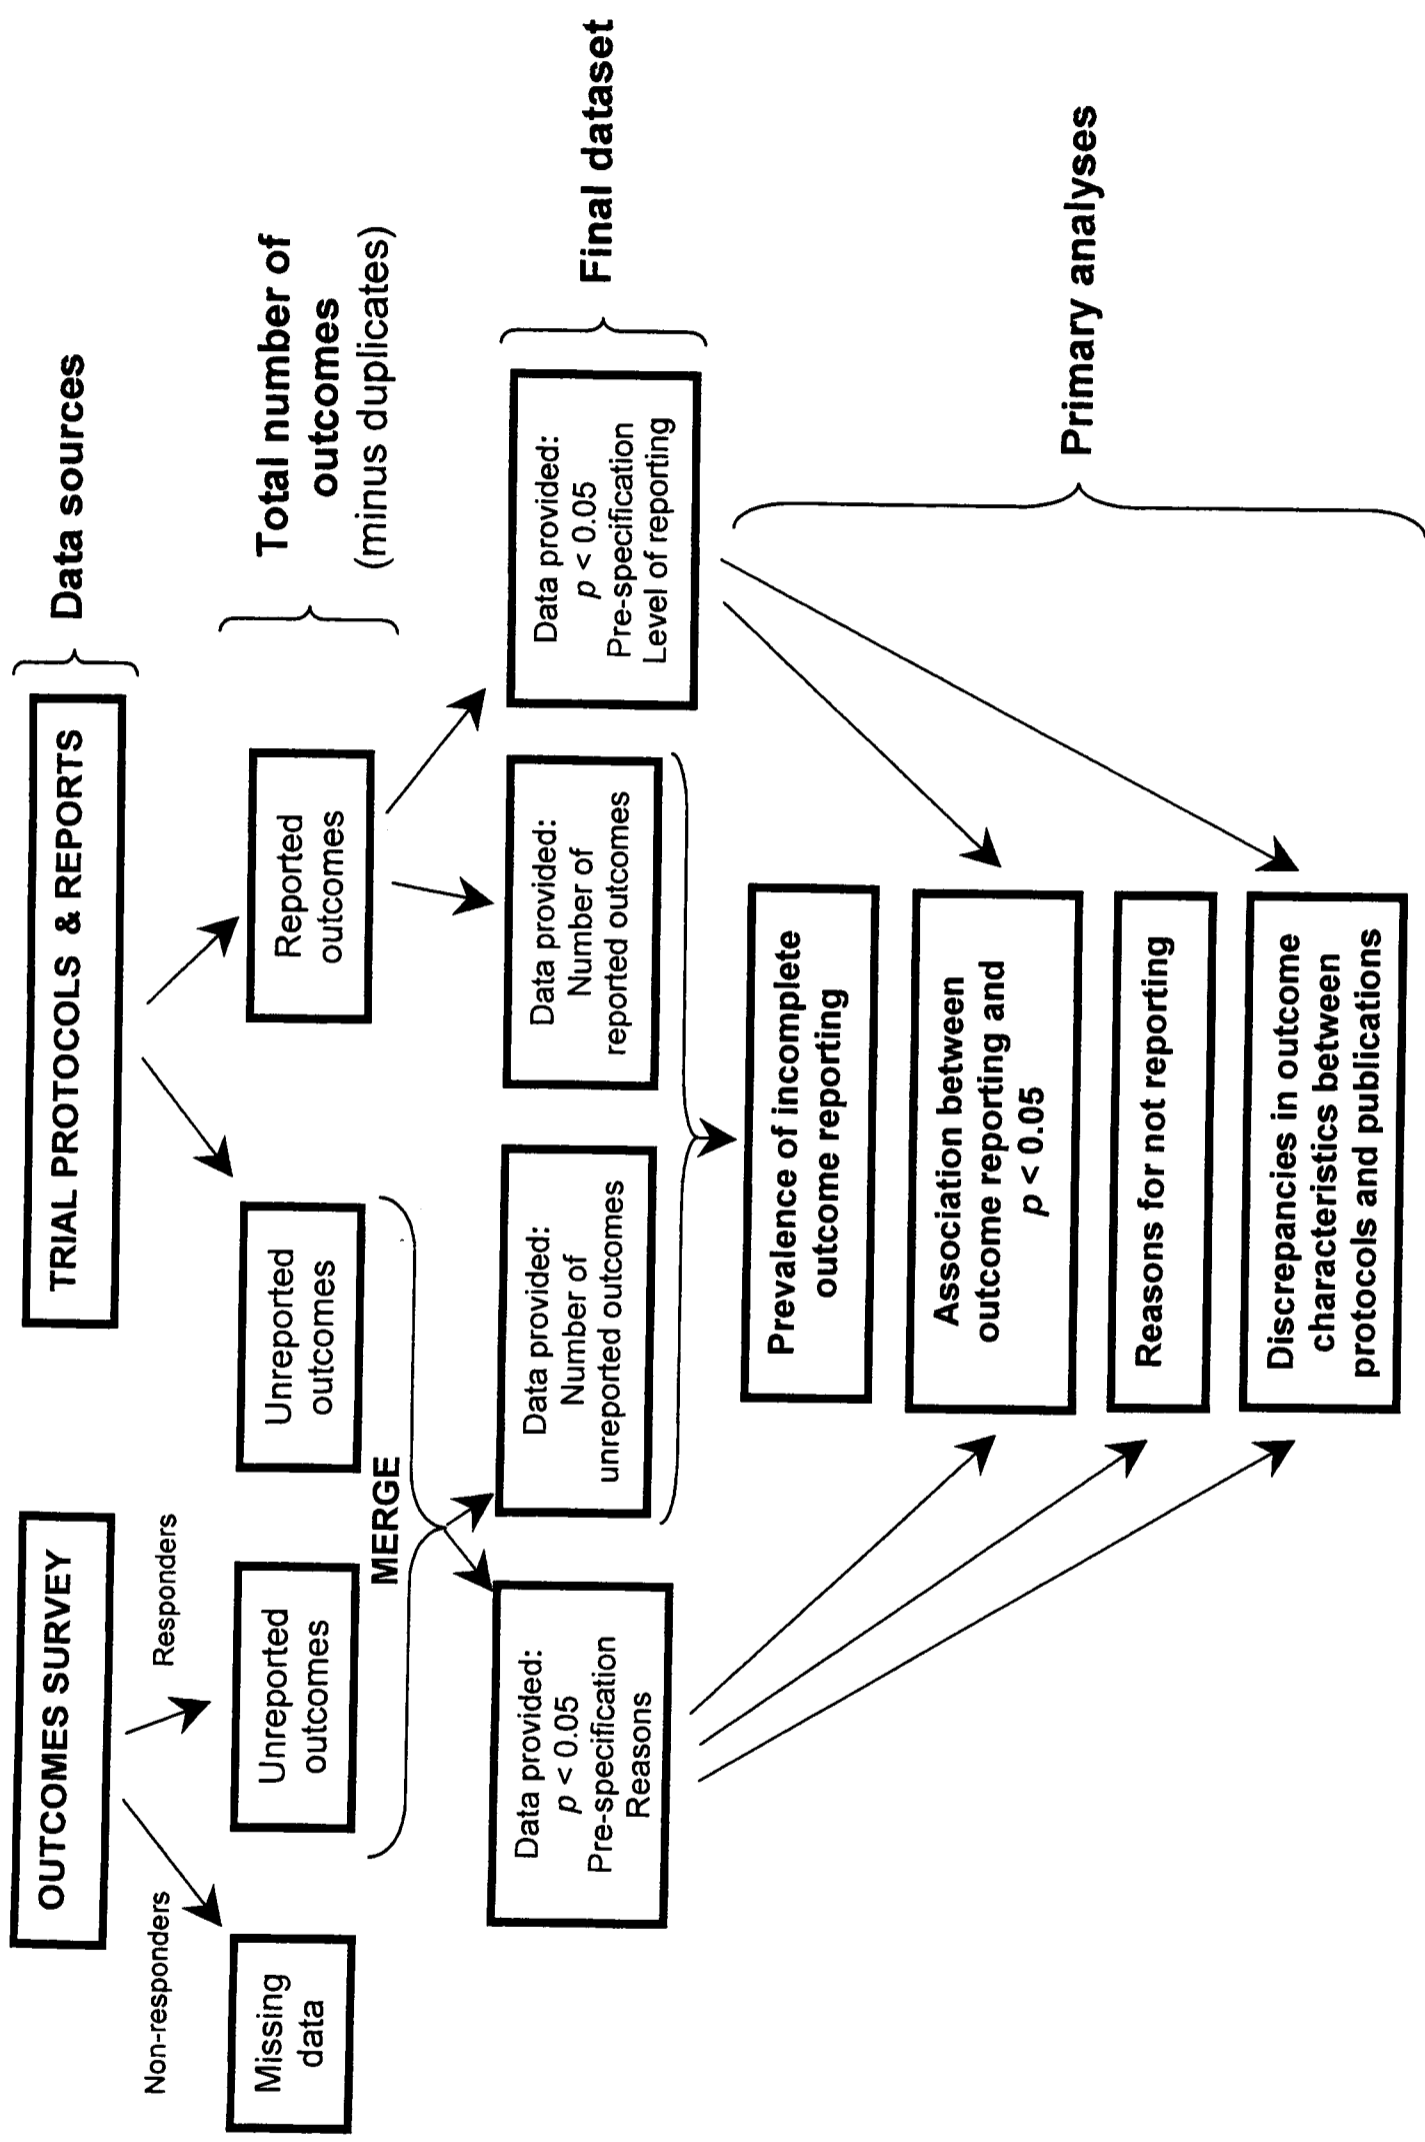 OUTCOMES SURVEY
TRIAL PROTOCOLS & REPORTS
Data sources
Non-responders
Responders
Missing
data
Unreported
outcomes
Unreported
outcomes
Reported
outcomes
Total number of
outcomes
(minus duplicates)
MERGE
Data provided:
p < 0.05
Pre-specification
Reasons
Data provided:
Number of
unreported outcomes
Data provided:
Number of
reported outcomes
Data provided:
p < 0.05
Pre-specification
Level of reporting
Final dataset
Prevalence of incomplete
outcome reporting
Association between
outcome reporting and
p < 0.05
Reasons for not reporting
Discrepancies in outcome
characteristics between
protocols and publications
Primary analyses